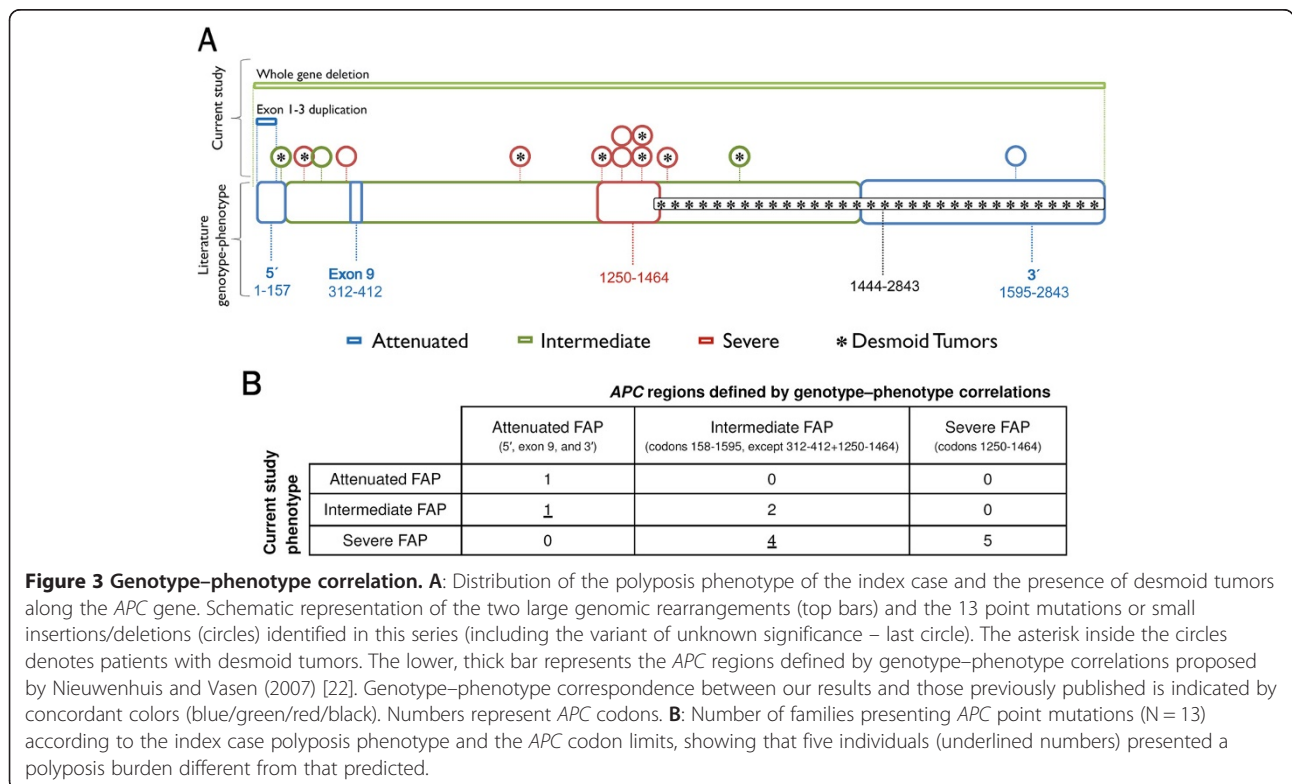 A
Current study
Whole gene deletion
Exon 1-3 duplication
* * * * * * * *
Literature
genotype-phenotype
* * * * * * * * * * * * * * * * * * * * * * * * * * * * * * * *
5´
1-157
Exon 9
312-412
1250-1464
1444-2843
3´
1595-2843
Attenuated Intermediate Severe * Desmoid Tumors
B
APC regions defined by genotype–phenotype correlations
Attenuated FAP
(5′, exon 9, and 3′)
Intermediate FAP
(codons 158-1595, except 312-412+1250-1464)
Severe FAP
(codons 1250-1464)
Current study
phenotype
Attenuated FAP 1 0 0
Intermediate FAP 1 2 0
Severe FAP 0 4 5
Figure 3 Genotype–phenotype correlation. A: Distribution of the polyposis phenotype of the index case and the presence of desmoid tumors
along the APC gene. Schematic representation of the two large genomic rearrangements (top bars) and the 13 point mutations or small
insertions/deletions (circles) identified in this series (including the variant of unknown significance – last circle). The asterisk inside the circles
denotes patients with desmoid tumors. The lower, thick bar represents the APC regions defined by genotype–phenotype correlations proposed
by Nieuwenhuis and Vasen (2007) [22]. Genotype–phenotype correspondence between our results and those previously published is indicated by
concordant colors (blue/green/red/black). Numbers represent APC codons. B: Number of families presenting APC point mutations (N = 13)
according to the index case polyposis phenotype and the APC codon limits, showing that five individuals (underlined numbers) presented a
polyposis burden different from that predicted.